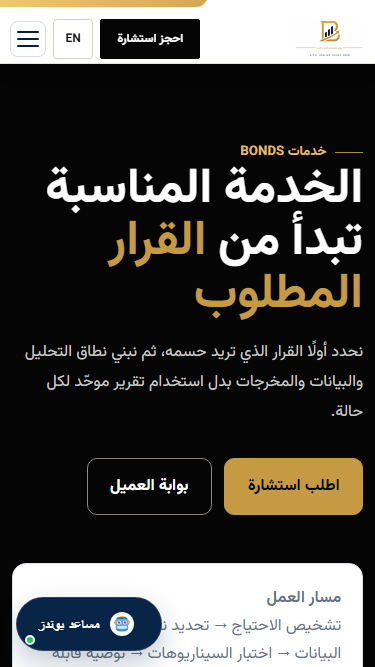 احجز استشارة
EN
خدمات BONDS
الخدمة المناسبة
تبدأ من القرار
المطلوب
نحدد أولًا القرار الذي تريد حسمه، ثم نبني نطاق التحليل
والبيانات والمخرجات بدل استخدام تقرير موحّد لكل
حالة.
اطلب استشارة
بوابة العميل
مسار العمل
تشخيص الاحتياج → تحديد
البيانات → اختبار السيناريوهات → توصية قابلة
مساعد بوندز